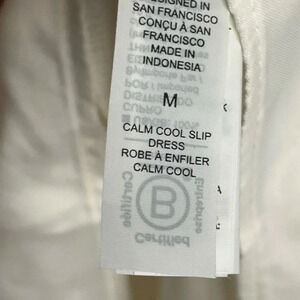 DESIGNED IN
SAN FRANCISCO
CONÇU À SAN
FRANCISCO
MADE IN
INDONESIA
M
CALM COOL SLIP
DRESS
ROBE À ENFILER
CALM COOL
B
Certified